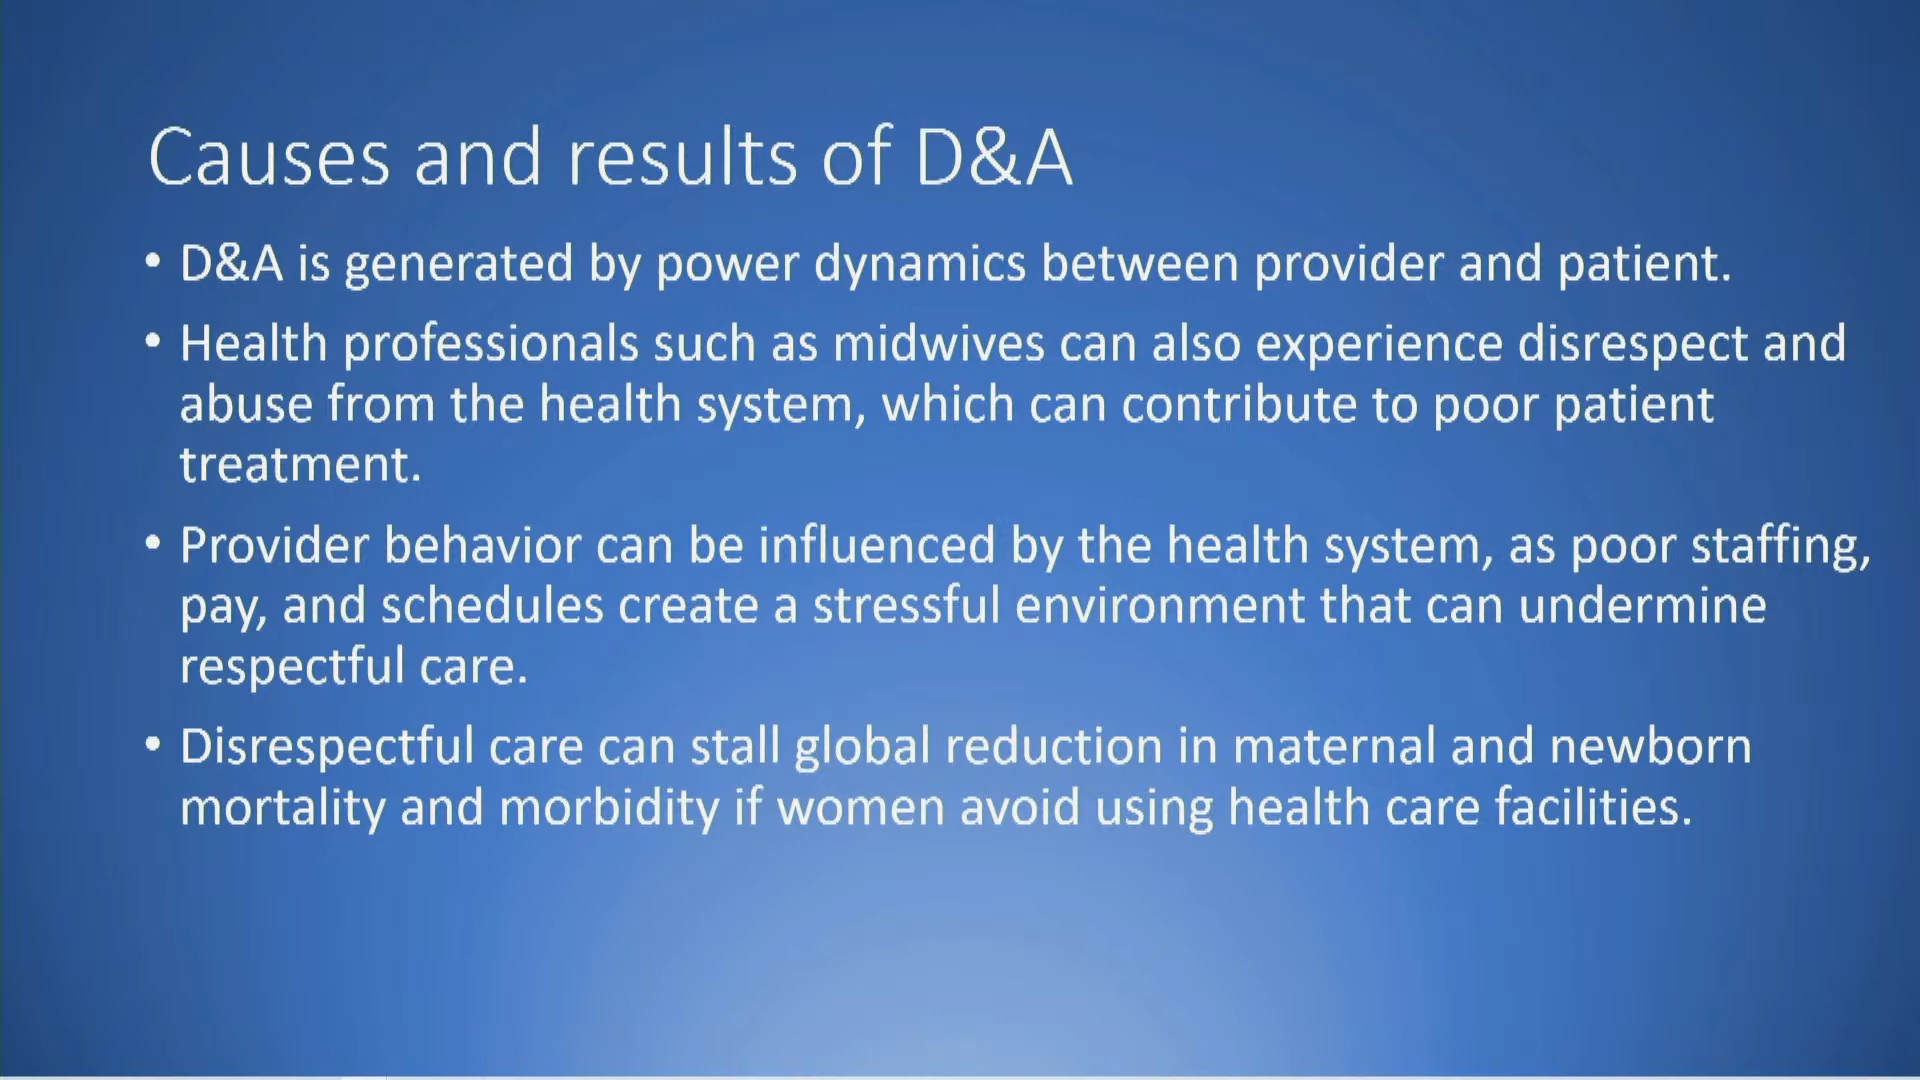 Causes and results of D&A
• D&A is generated by power dynamics between provider and patient.
• Health professionals such as midwives can also experience disrespect and
abuse from the health system, which can contribute to poor patient
treatment.
• Provider behavior can be influenced by the health system, as poor staffing,
pay, and schedules create a stressful environment that can undermine
respectful care.
• Disrespectful care can stall global reduction in maternal and newborn
mortality and morbidity if women avoid using health care facilities.